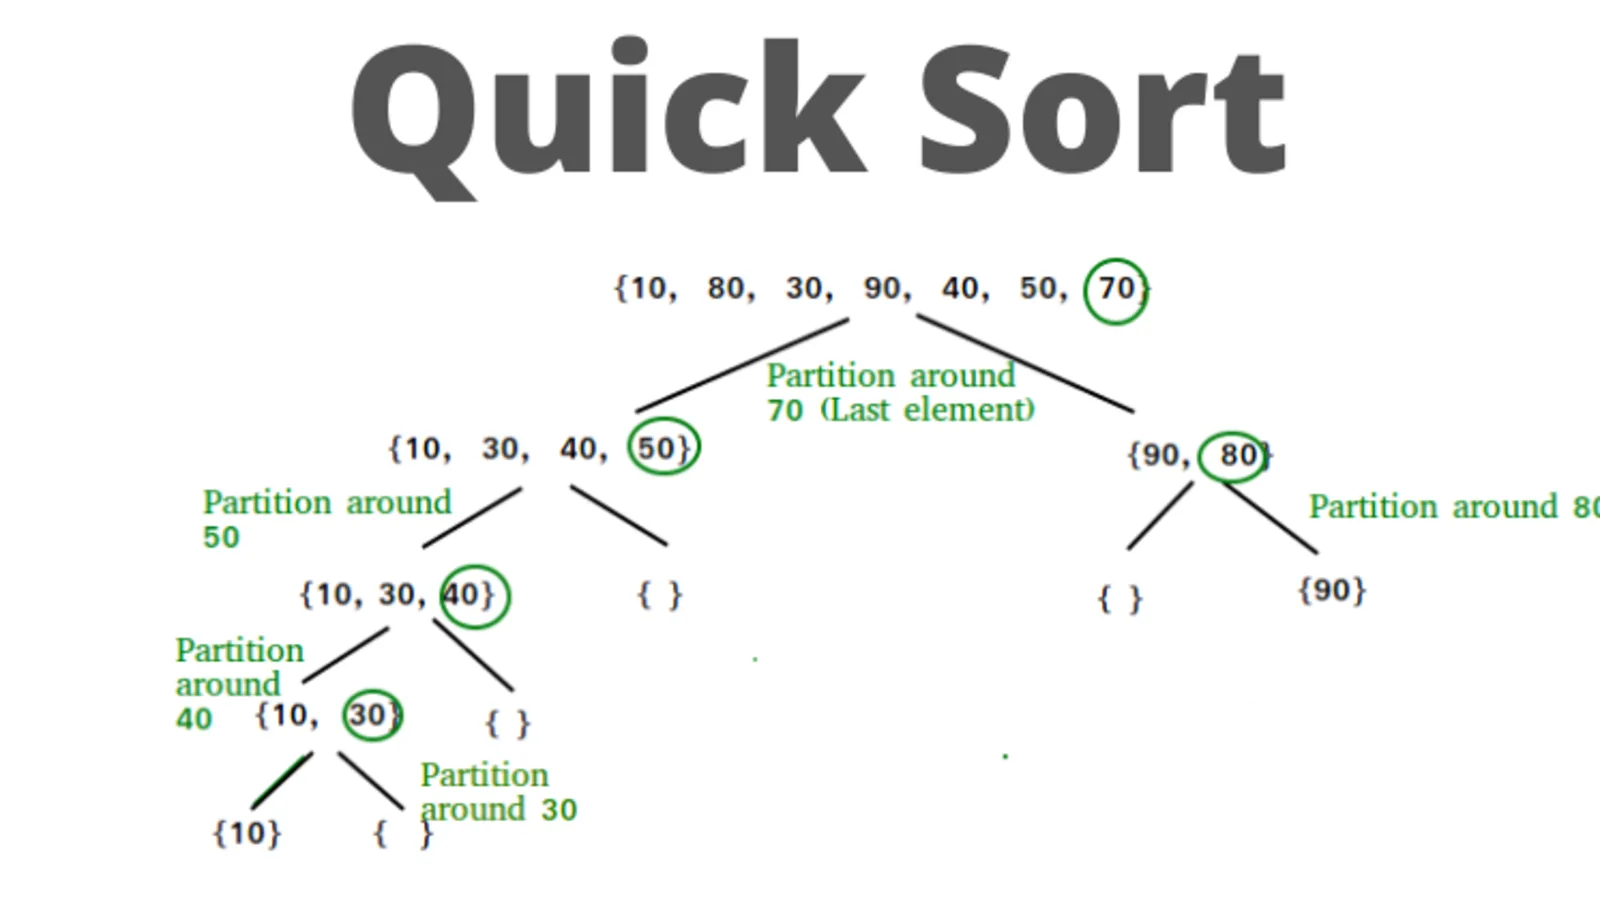 Quick Sort
{10, 80, 30, 90, 40, 50, 70}
Partition around
70 (Last element)
{10, 30, 40, 50}
{90, 80}
Partition around
50
Partition around 80
{10, 30, 40}
{ }
{ }
{90}
Partition
around
40
{10, 30}
{ }
Partition
around 30
{10}
{ }